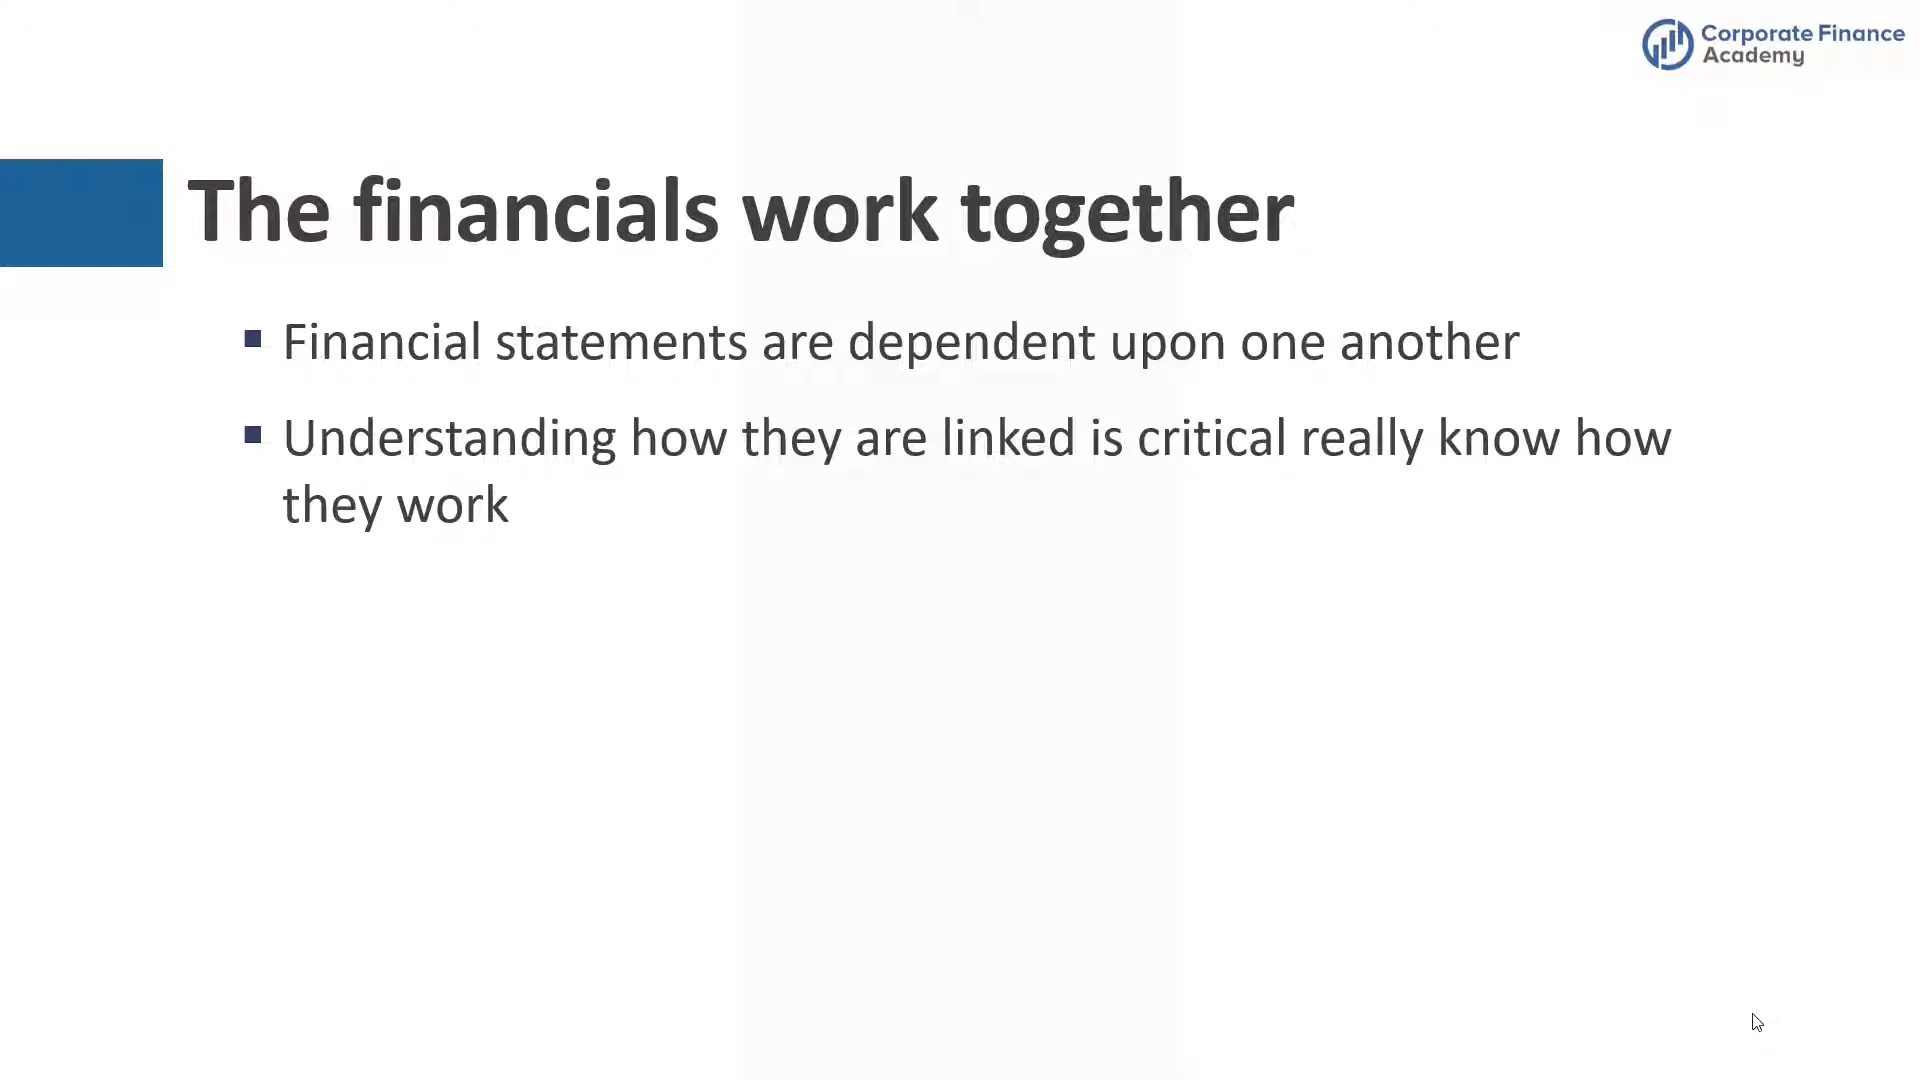 Corporate Finance
Academy
The financials work together
Financial statements are dependent upon one another
Understanding how they are linked is critical really know how
they work